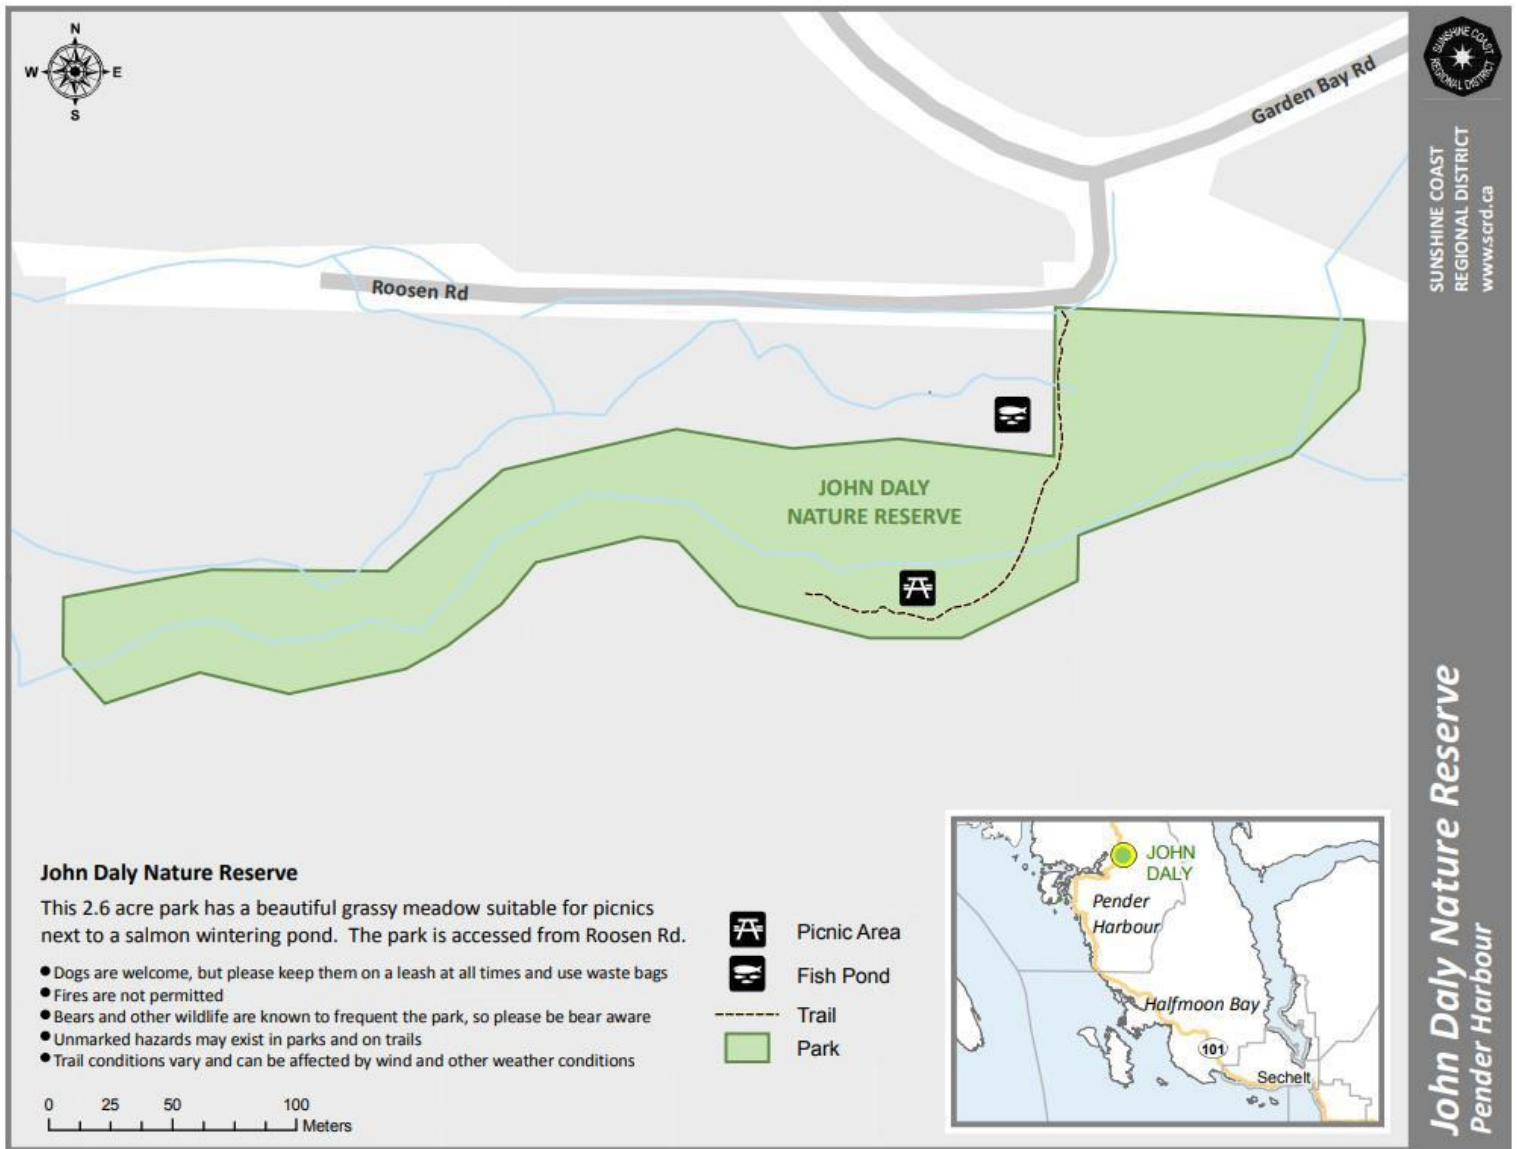 N
W
E
S
Garden Bay Rd
Roosen Rd
JOHN DALY
NATURE RESERVE
John Daly Nature Reserve
This 2.6 acre park has a beautiful grassy meadow suitable for picnics
next to a salmon wintering pond. The park is accessed from Roosen Rd.
● Dogs are welcome, but please keep them on a leash at all times and use waste bags
● Fires are not permitted
● Bears and other wildlife are known to frequent the park, so please be bear aware
● Unmarked hazards may exist in parks and on trails
● Trail conditions vary and can be affected by wind and other weather conditions
0 25 50 100
Meters
Picnic Area
Fish Pond
Trail
Park
JOHN
DALY
Pender
Harbour
Halfmoon Bay
101
Sechelt
SUNSHINE COAST
REGIONAL DISTRICT
SUNSHINE COAST
REGIONAL DISTRICT
www.scrd.ca
John Daly Nature Reserve
Pender Harbour